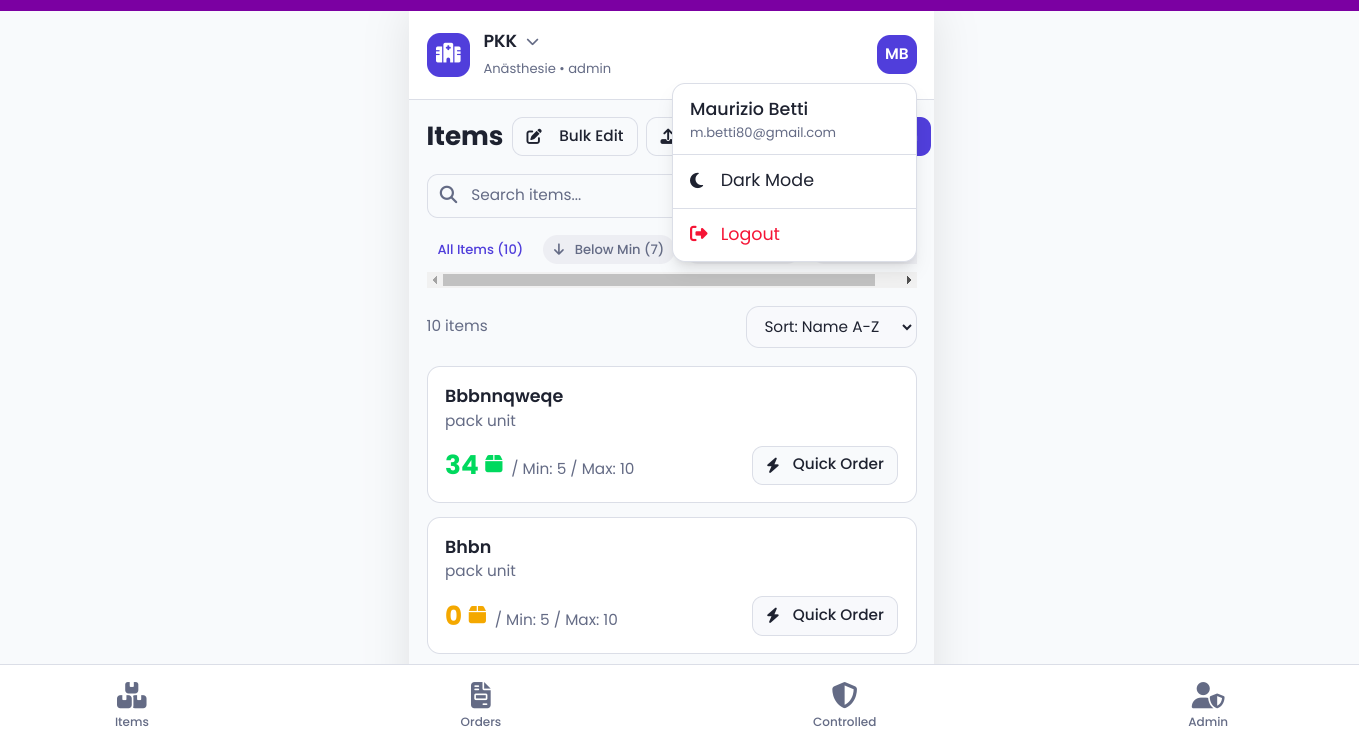 PKK
Anästhesie • admin
MB
Maurizio Betti
m.betti80@gmail.com
Dark Mode
Logout
Items
Bulk Edit
Search items...
All Items (10)
Below Min (7)
10 items
Sort: Name A-Z
Bbbnnqweqe
pack unit
34 / Min: 5 / Max: 10
Quick Order
Bhbn
pack unit
0 / Min: 5 / Max: 10
Quick Order
Items
Orders
Controlled
Admin